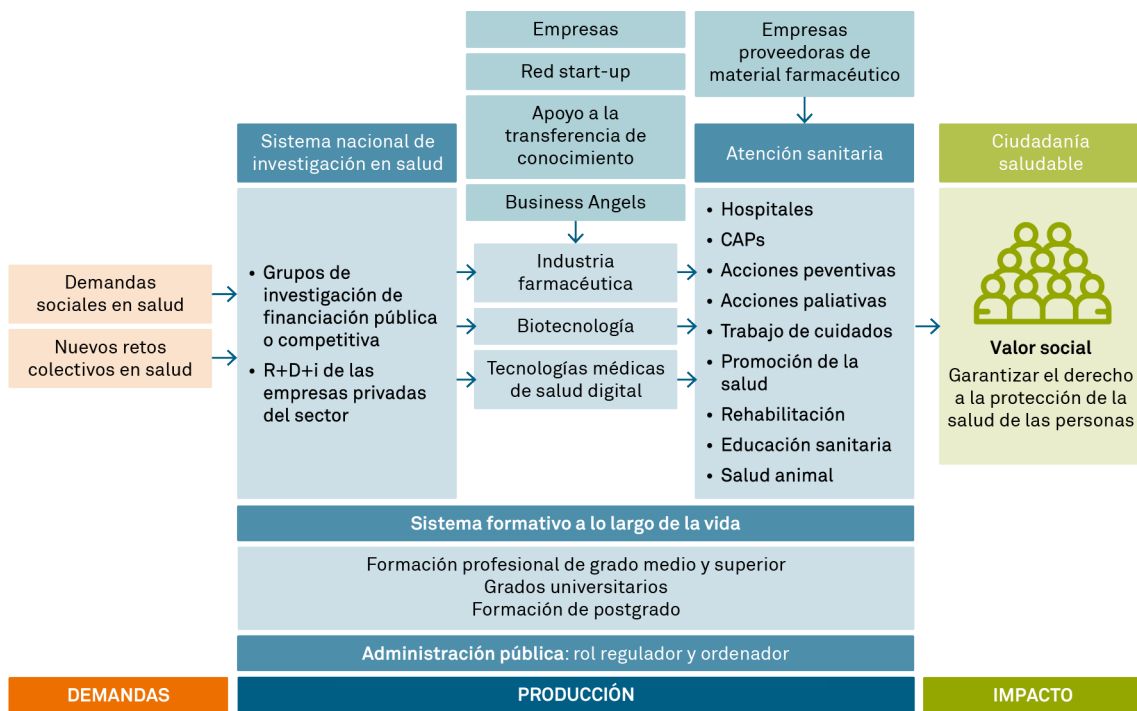 Empresas
Red start-up
Apoyo a la
transferencia de
conocimiento
Business Angels
Empresas
proveedoras de
material farmacéutico
Demandas
sociales en salud
Nuevos retos
colectivos en salud
Sistema nacional de
investigación en salud
• Grupos de
investigación de
financiación pública
o competitiva
• R+D+i de las
empresas privadas
del sector
Industria
farmacéutica
Biotecnología
Tecnologías médicas
de salud digital
Atención sanitaria
• Hospitales
• CAPs
• Acciones peventivas
• Acciones paliativas
• Trabajo de cuidados
• Promoción de la
salud
• Rehabilitación
• Educación sanitaria
• Salud animal
Ciudadanía
saludable
Valor social
Garantizar el derecho
a la protección de la
salud de las personas
Sistema formativo a lo largo de la vida
Formación profesional de grado medio y superior
Grados universitarios
Formación de postgrado
Administración pública: rol regulador y ordenador
DEMANDAS
PRODUCCIÓN
IMPACTO